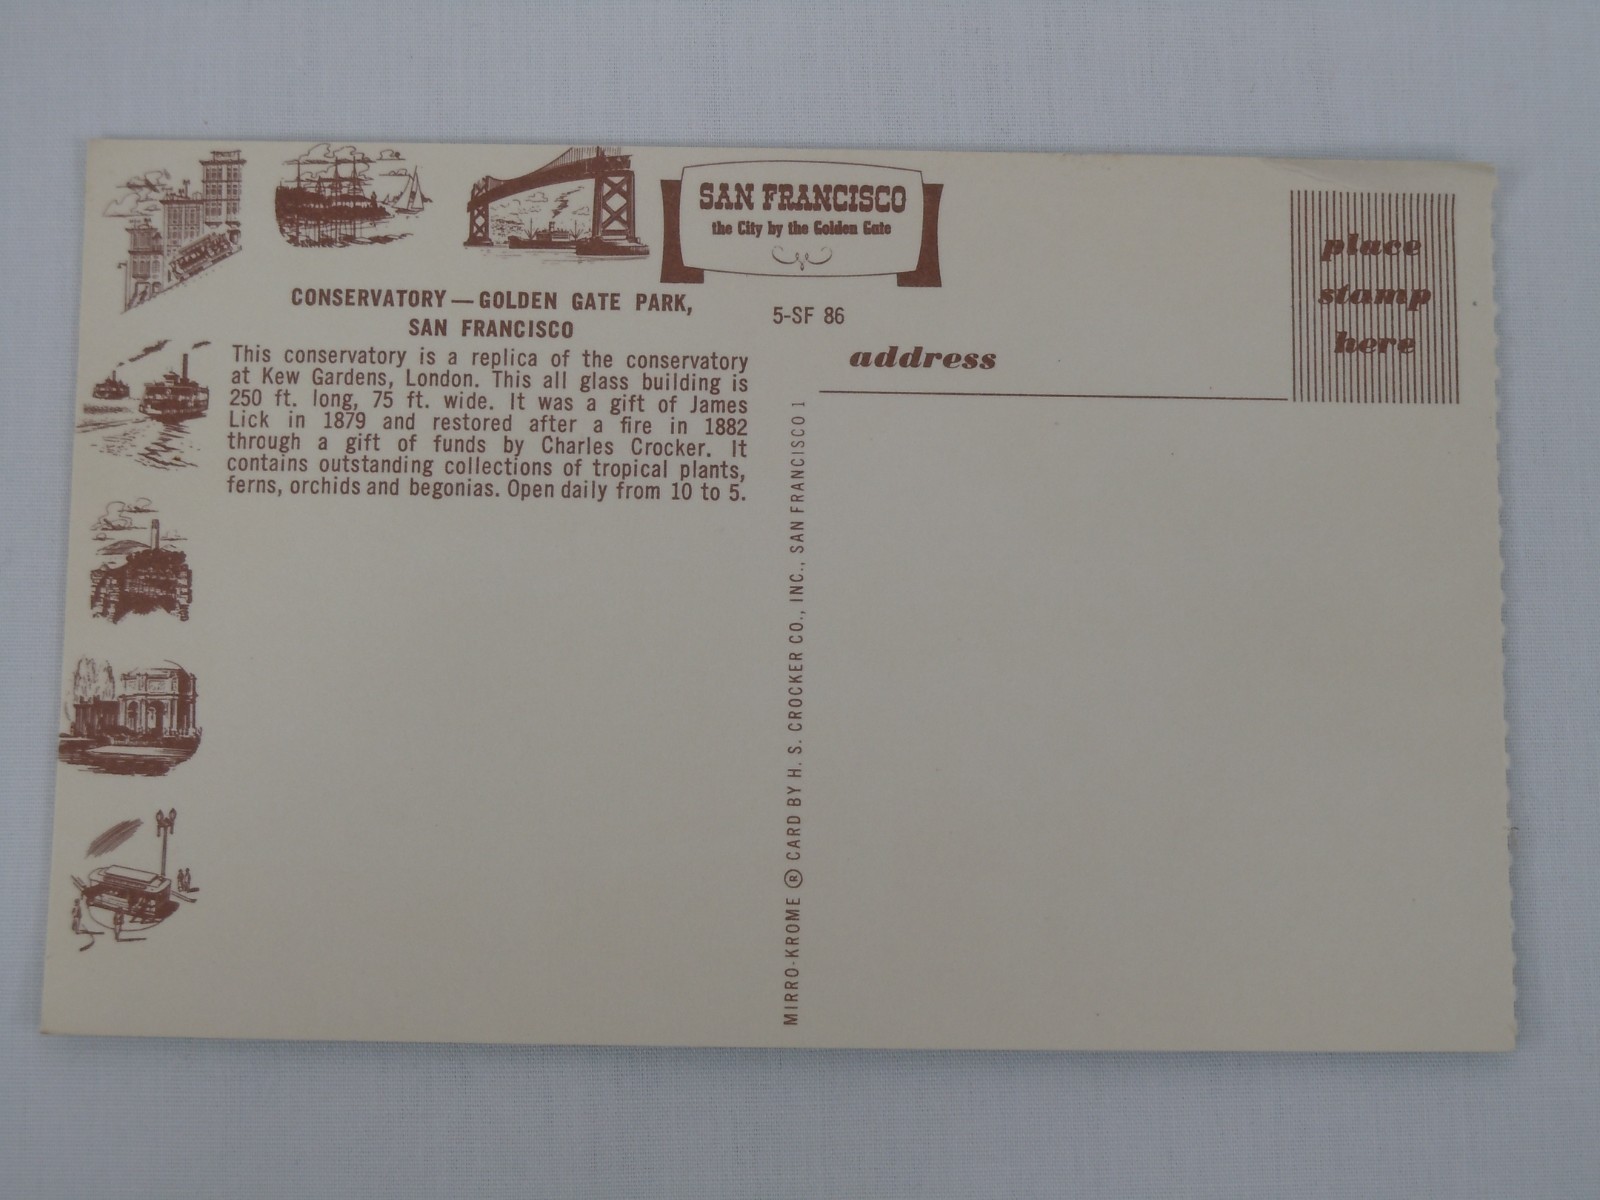 SAN FRANCISCO
the City by the Golden Gate
place
stamp
here
CONSERVATORY — GOLDEN GATE PARK,
SAN FRANCISCO
5-SF 86
This conservatory is a replica of the conservatory
at Kew Gardens, London. This all glass building is
250 ft. long, 75 ft. wide. It was a gift of James
Lick in 1879 and restored after a fire in 1882
through a gift of funds by Charles Crocker. It
contains outstanding collections of tropical plants,
ferns, orchids and begonias. Open daily from 10 to 5.
address
MIRRO-KROME ® CARD BY H. S. CROCKER CO., INC., SAN FRANCISCO 1